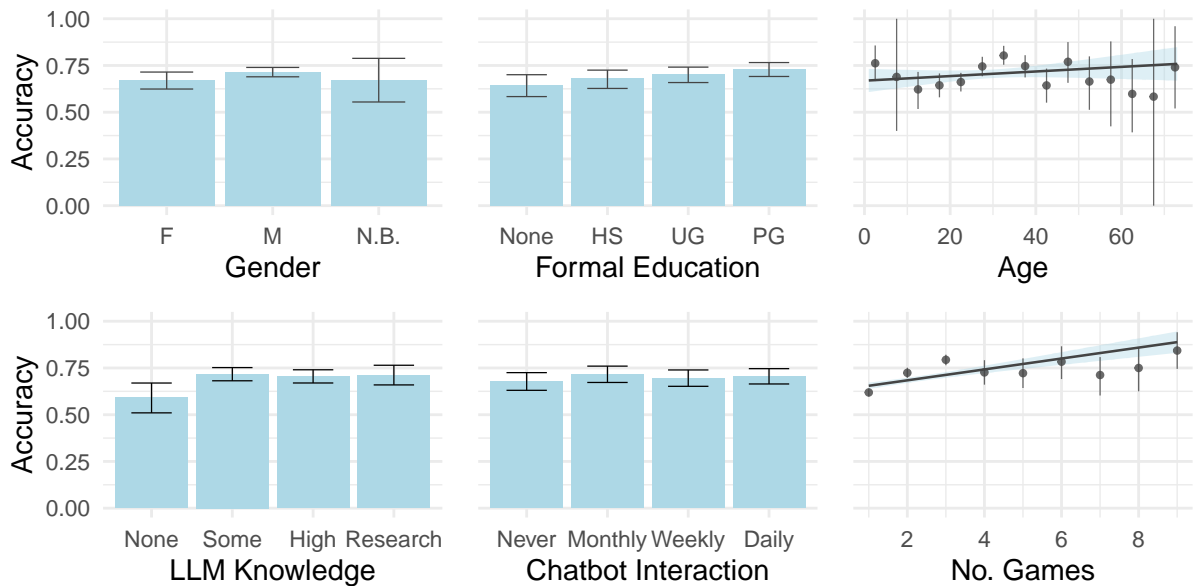 Accuracy
1.00
0.75
0.50
0.25
0.00
F M N.B.
Gender
None HS UG PG
Formal Education
0 20 40 60
Age
Accuracy
1.00
0.75
0.50
0.25
0.00
None Some High Research
LLM Knowledge
Never Monthly Weekly Daily
Chatbot Interaction
2 4 6 8
No. Games